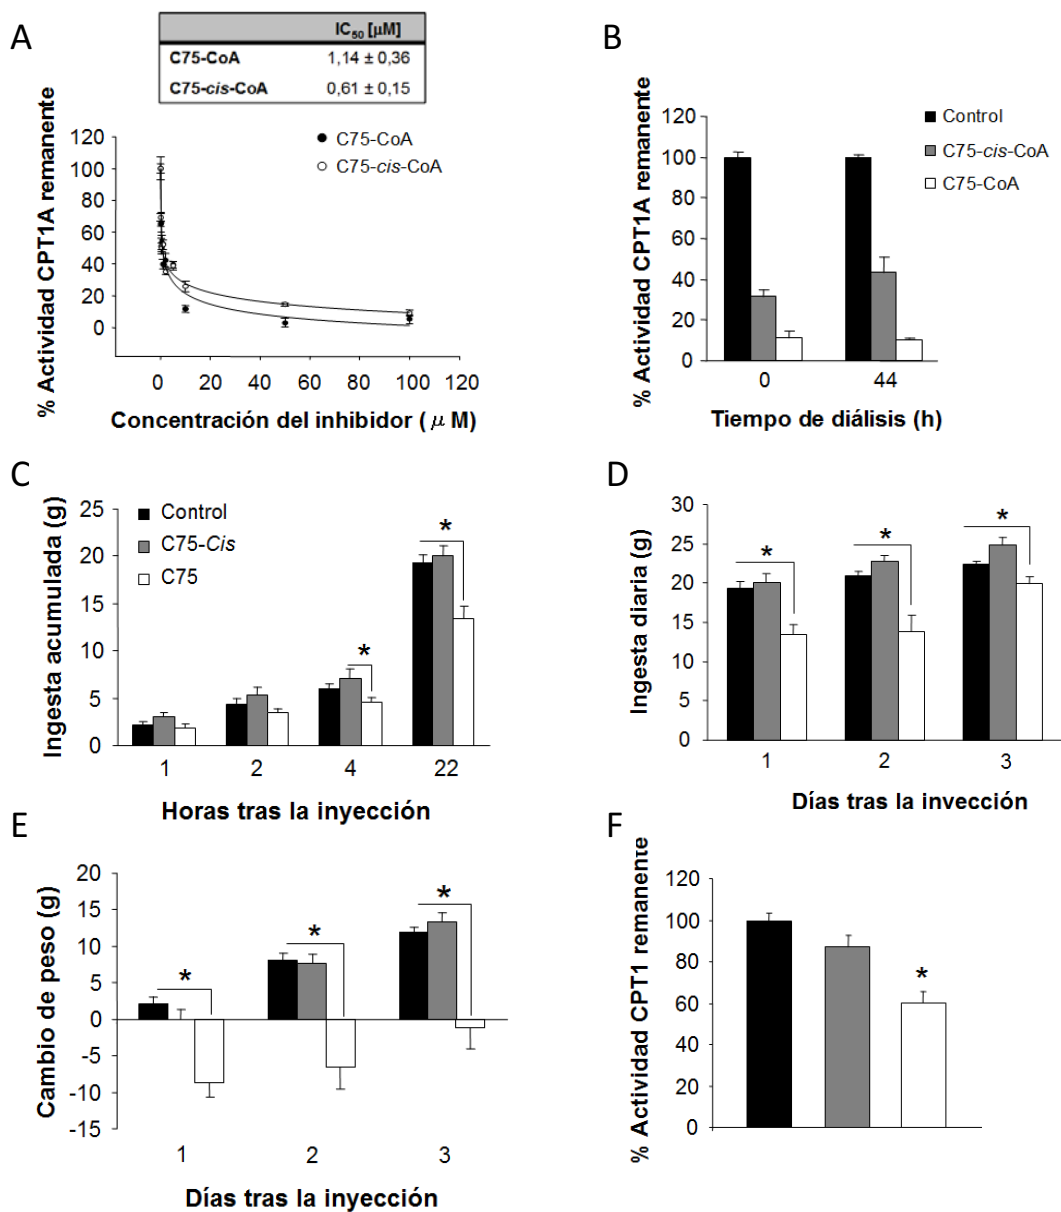 A
IC50 [μM]
C75-CoA 1,14 ± 0,36
C75-cis-CoA 0,61 ± 0,15
% Actividad CPT1A remanente
120
100
80
60
40
20
0
C75-CoA
C75-cis-CoA
0 20 40 60 80 100 120
Concentración del inhibidor (μM)
B
% Actividad CPT1A remanente
120
100
80
60
40
20
0
Control
C75-cis-CoA
C75-CoA
0 44
Tiempo de diálisis (h)
C
Ingesta acumulada (g)
25
20
15
10
5
0
Control
C75-Cis
C75
*
*
1 2 4 22
Horas tras la inyección
D
Ingesta diaria (g)
30
25
20
15
10
5
0
*
*
*
1 2 3
Días tras la invección
E
Cambio de peso (g)
20
15
10
5
0
-5
-10
-15
*
*
*
1 2 3
Días tras la inyección
F
% Actividad CPT1 remanente
120
100
80
60
40
20
0
*